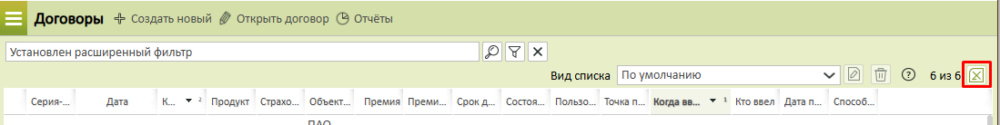 Договоры Создать новый Открыть договор Отчёты
Установлен расширенный фильтр
Вид списка По умолчанию 6 из 6
Серия-... Дата К... 2 Продукт Страхо... Объект... Премия Преми... Срок д... Состоя... Пользо... Точка п... Когда вв... 1 Кто ввел Дата п... Способ...
ПАО